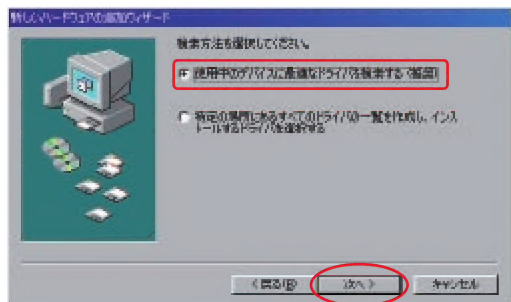 新しいハードウェアの追加ウィザード
検索方法を選択してください。
使用中のデバイスに最適なドライバを検索する (推奨)
特定の場所にあるすべてのドライバの一覧を作成し、インス
トールするドライバを選択する
< 戻る(B)
次へ >
キャンセル